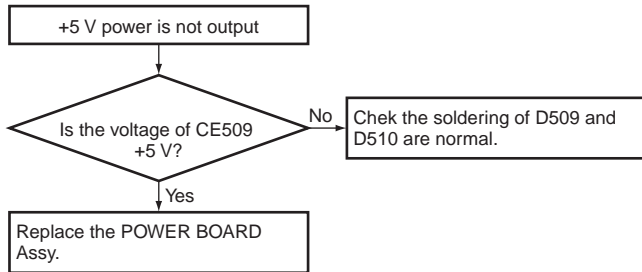 +5 V power is not output
Is the voltage of CE509
+5 V?
No
Chek the soldering of D509 and
D510 are normal.
Yes
Replace the POWER BOARD
Assy.